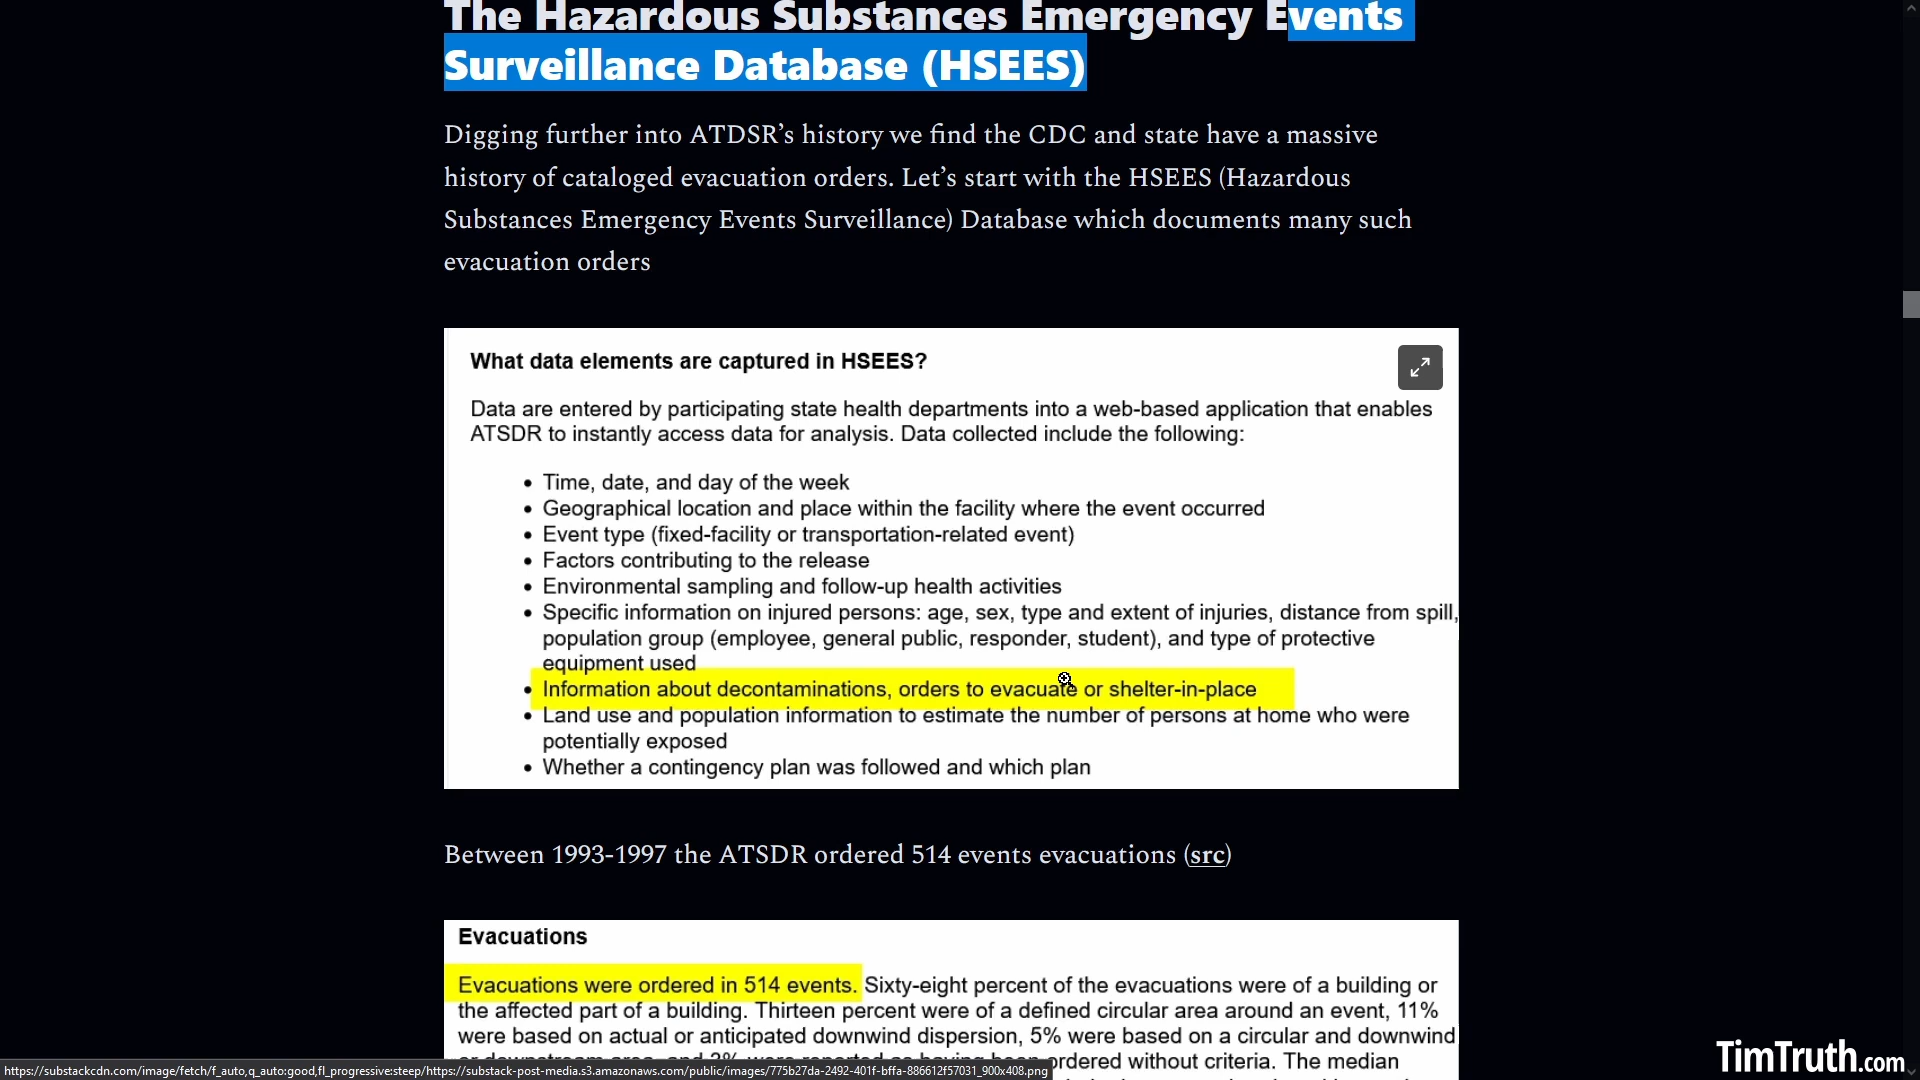 The Hazardous Substances Emergency Events
Surveillance Database (HSEES)
Digging further into ATDSR’s history we find the CDC and state have a massive
history of cataloged evacuation orders. Let’s start with the HSEES (Hazardous
Substances Emergency Events Surveillance) Database which documents many such
evacuation orders
What data elements are captured in HSEES?
Data are entered by participating state health departments into a web-based application that enables
ATSDR to instantly access data for analysis. Data collected include the following:
• Time, date, and day of the week
• Geographical location and place within the facility where the event occurred
• Event type (fixed-facility or transportation-related event)
• Factors contributing to the release
• Environmental sampling and follow-up health activities
• Specific information on injured persons: age, sex, type and extent of injuries, distance from spill,
population group (employee, general public, responder, student), and type of protective
equipment used
• Information about decontaminations, orders to evacuate or shelter-in-place
• Land use and population information to estimate the number of persons at home who were
potentially exposed
• Whether a contingency plan was followed and which plan
Between 1993-1997 the ATSDR ordered 514 events evacuations (src)
Evacuations
Evacuations were ordered in 514 events. Sixty-eight percent of the evacuations were of a building or
the affected part of a building. Thirteen percent were of a defined circular area around an event, 11%
were based on actual or anticipated downwind dispersion, 5% were based on a circular and downwind
or downstream area, and 3% were reported as having been ordered without criteria. The median
https://substackcdn.com/image/fetch/f_auto,q_auto:good,fl_progressive:steep/https://substack-post-media.s3.amazonaws.com/public/images/775b27da-2492-401f-bffa-886612f57031_900x408.png
TimTruth.com